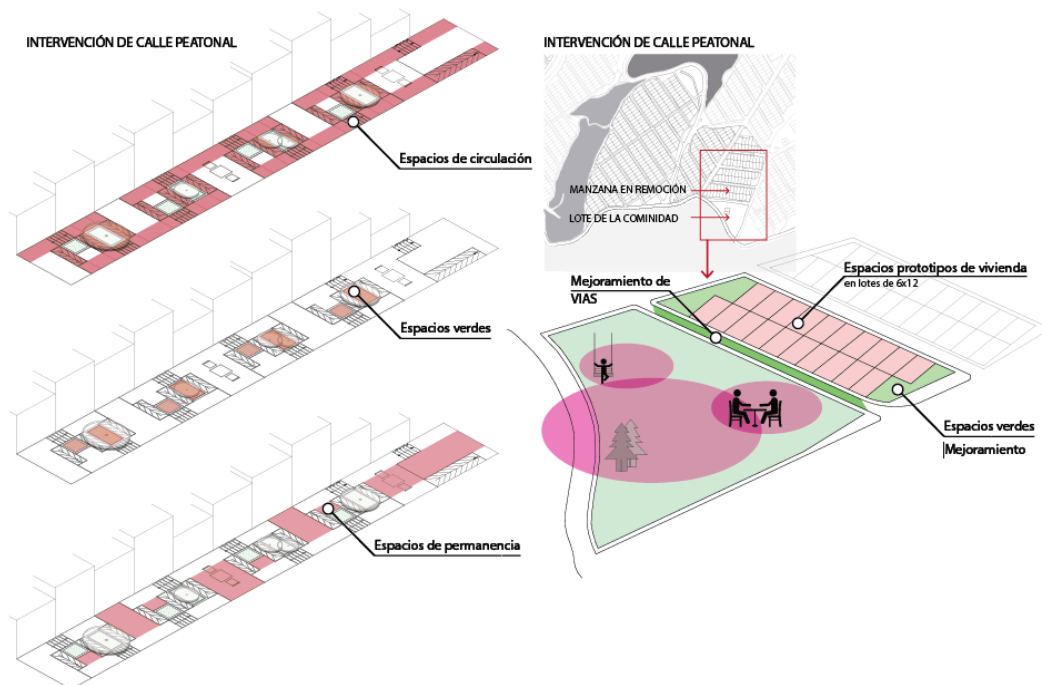 INTERVENCIÓN DE CALLE PEATONAL
Espacios de circulación
Espacios verdes
Espacios de permanencia
INTERVENCIÓN DE CALLE PEATONAL
MANZANA EN REMOCIÓN
LOTE DE LA COMINIDAD
Mejoramiento de
VIAS
Espacios prototipos de vivienda
en lotes de 6x12
Espacios verdes
Mejoramiento